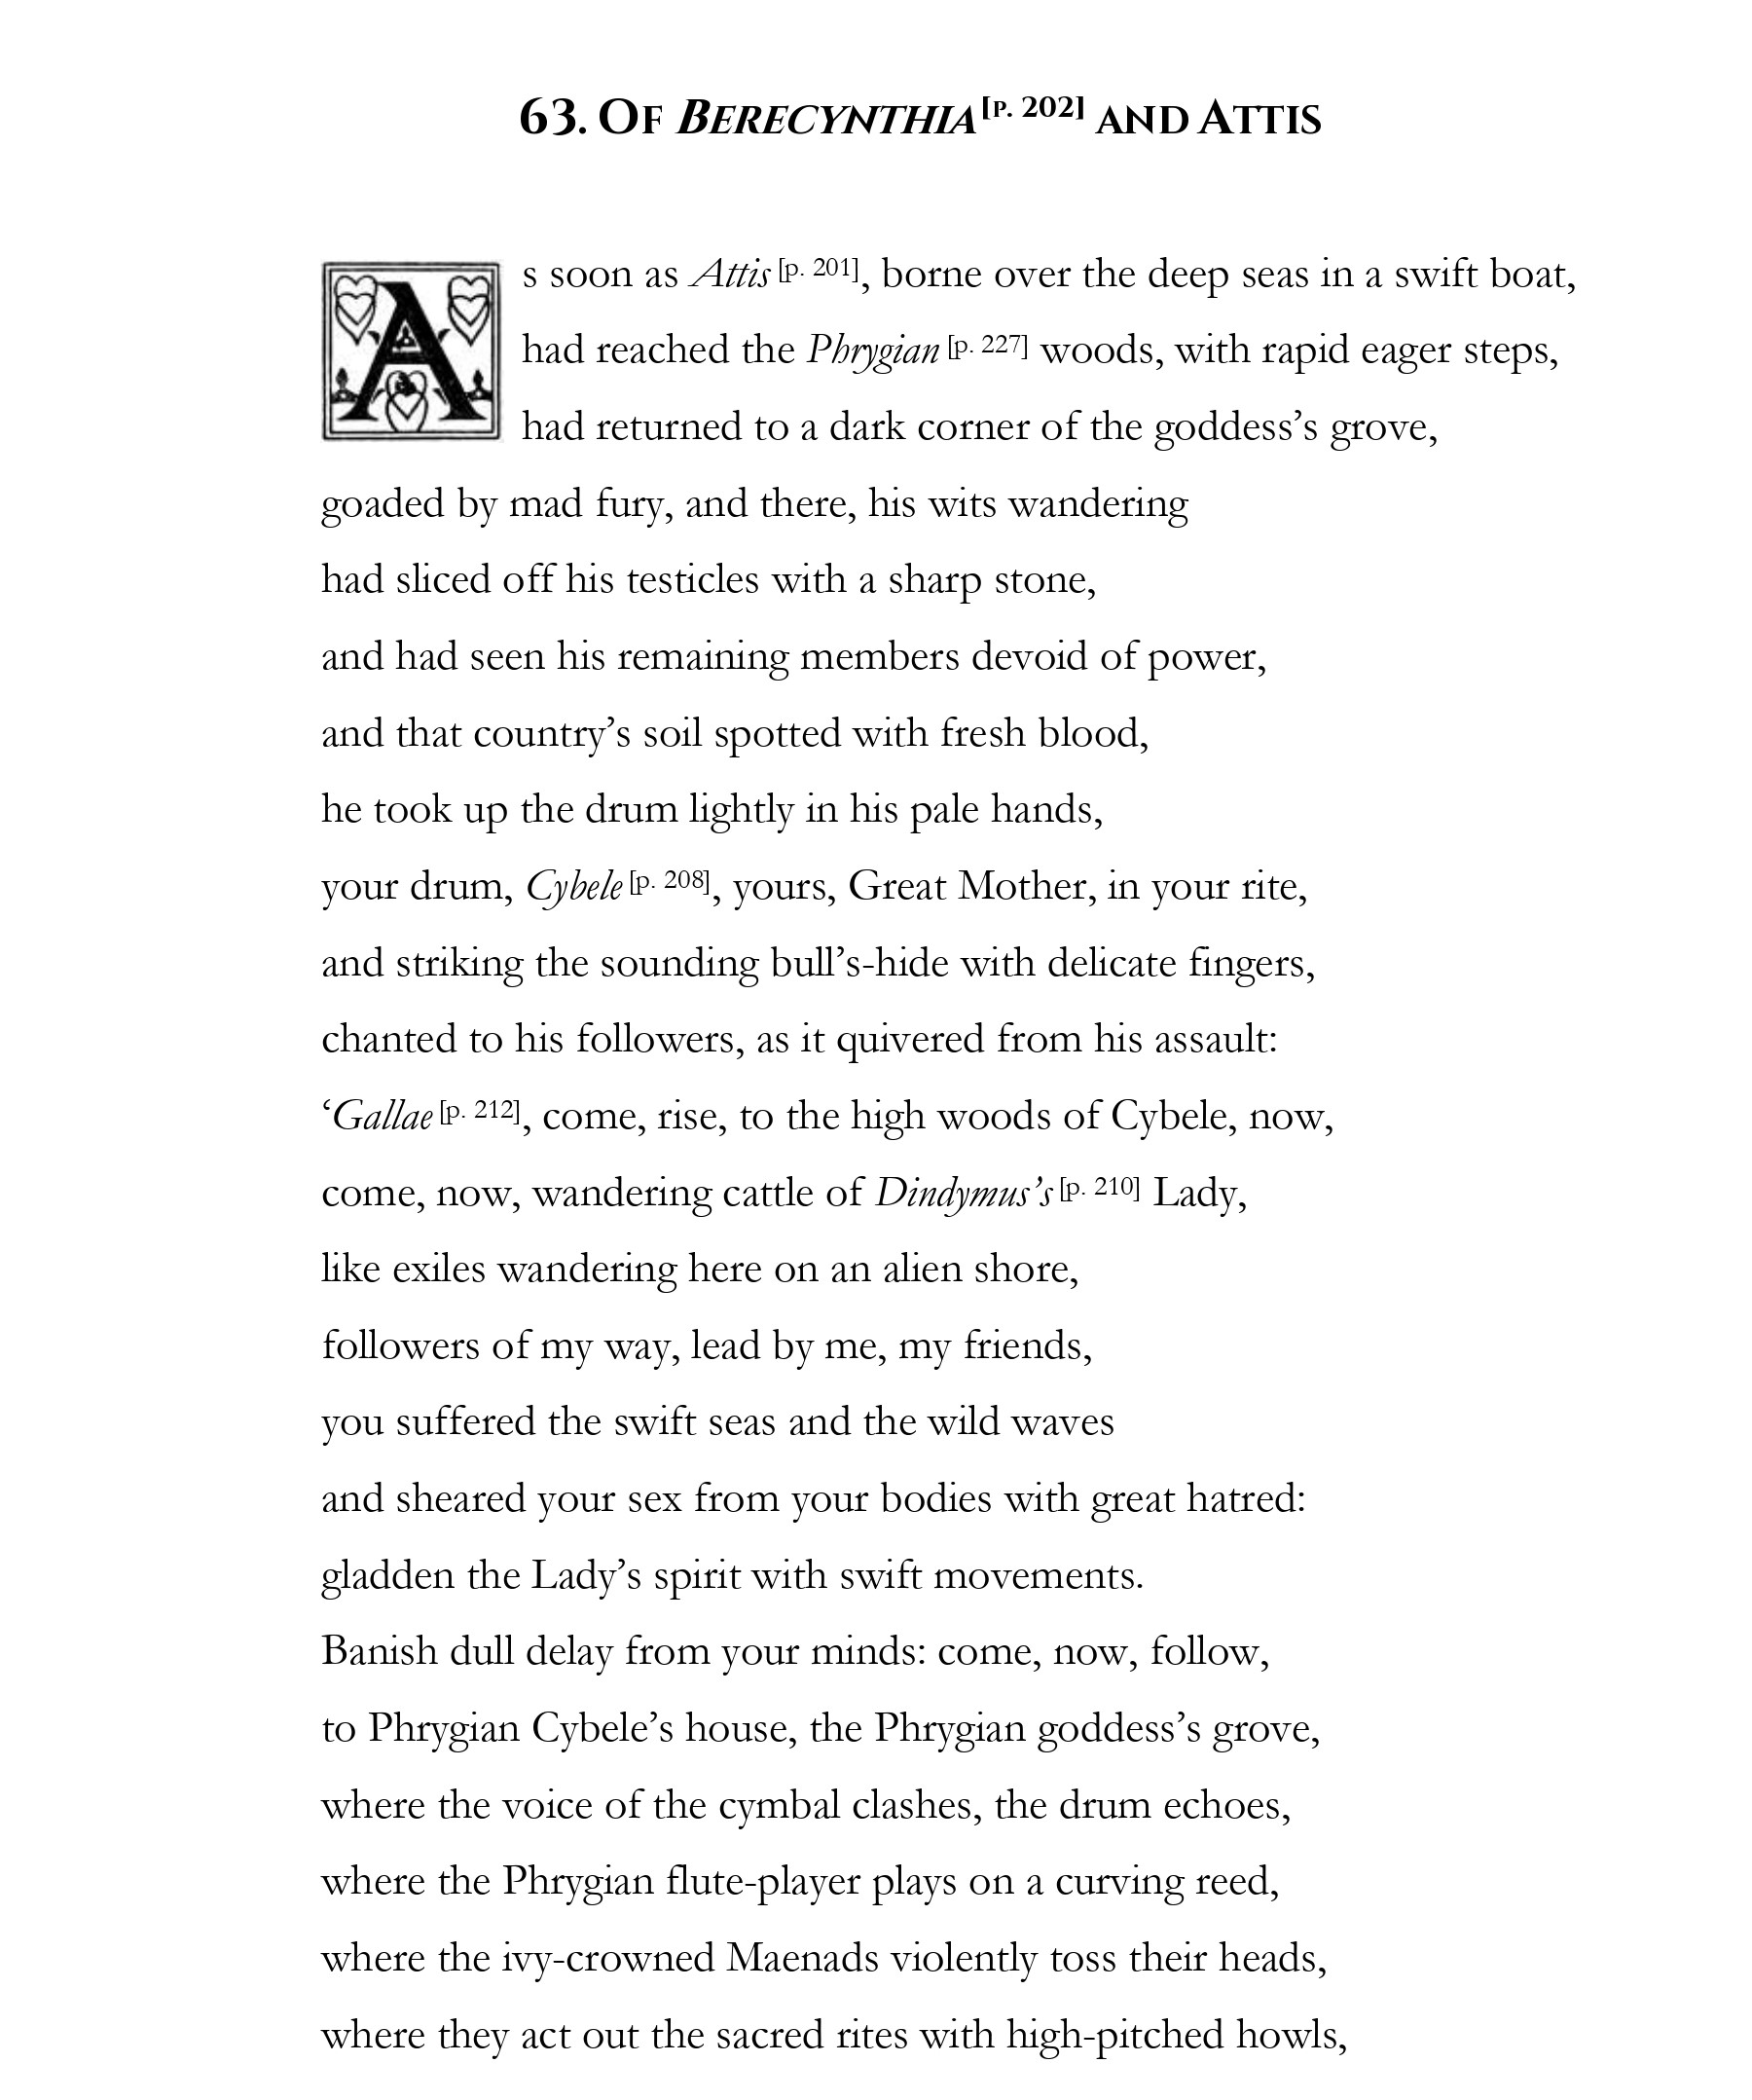 63. Of Berecynthia [p. 202] and Attis
As soon as Attis [p. 201], borne over the deep seas in a swift boat,
had reached the Phrygian [p. 227] woods, with rapid eager steps,
had returned to a dark corner of the goddess’s grove,
goaded by mad fury, and there, his wits wandering
had sliced off his testicles with a sharp stone,
and had seen his remaining members devoid of power,
and that country’s soil spotted with fresh blood,
he took up the drum lightly in his pale hands,
your drum, Cybele [p. 208], yours, Great Mother, in your rite,
and striking the sounding bull’s-hide with delicate fingers,
chanted to his followers, as it quivered from his assault:
‘Gallae [p. 212], come, rise, to the high woods of Cybele, now,
come, now, wandering cattle of Dindymus’s [p. 210] Lady,
like exiles wandering here on an alien shore,
followers of my way, lead by me, my friends,
you suffered the swift seas and the wild waves
and sheared your sex from your bodies with great hatred:
gladden the Lady’s spirit with swift movements.
Banish dull delay from your minds: come, now, follow,
to Phrygian Cybele’s house, the Phrygian goddess’s grove,
where the voice of the cymbal clashes, the drum echoes,
where the Phrygian flute-player plays on a curving reed,
where the ivy-crowned Maenads violently toss their heads,
where they act out the sacred rites with high-pitched howls,